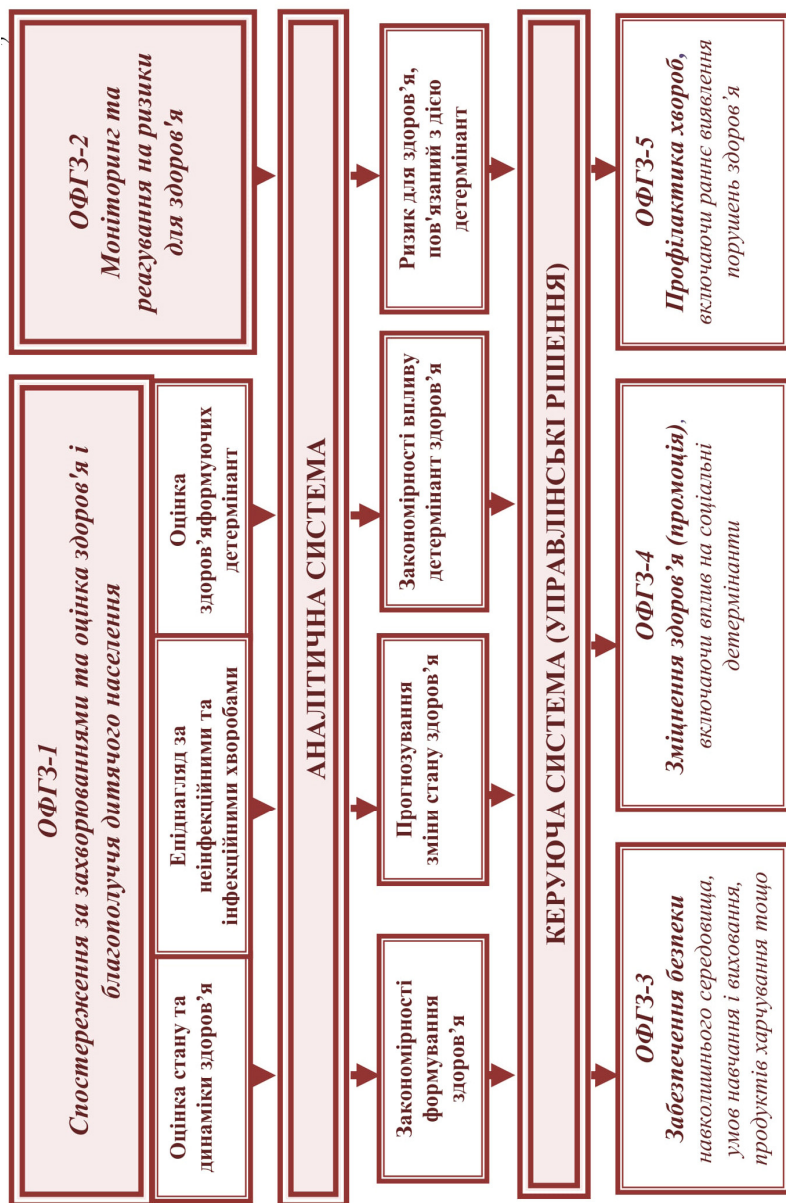 ОФГЗ-1
Спостереження за захворюваннями та оцінка здоров'я і
благополуччя дитячого населення
ОФГЗ-2
Моніторинг та
реагування на ризики
для здоров'я
Оцінка стану та
динаміки здоров’я
Епіднагляд за
неінфекційними та
інфекційними хворобами
Оцінка
здоров’яформуючих
детермінант
АНАЛІТИЧНА СИСТЕМА
Закономірності
формування
здоров’я
Прогнозування
зміни стану здоров’я
Закономірності впливу
детермінант здоров’я
Ризик для здоров’я,
пов'язаний з дією
детермінант
КЕРУЮЧА СИСТЕМА (УПРАВЛІНСЬКІ РІШЕННЯ)
ОФГЗ-3
Забезпечення безпеки
навколишнього середовища,
умов навчання і виховання,
продуктів харчування тощо
ОФГЗ-4
Зміцнення здоров’я (промоція),
включаючи вплив на соціальні
детермінанти
ОФГЗ-5
Профілактика хвороб,
включаючи раннє виявлення
порушень здоров’я